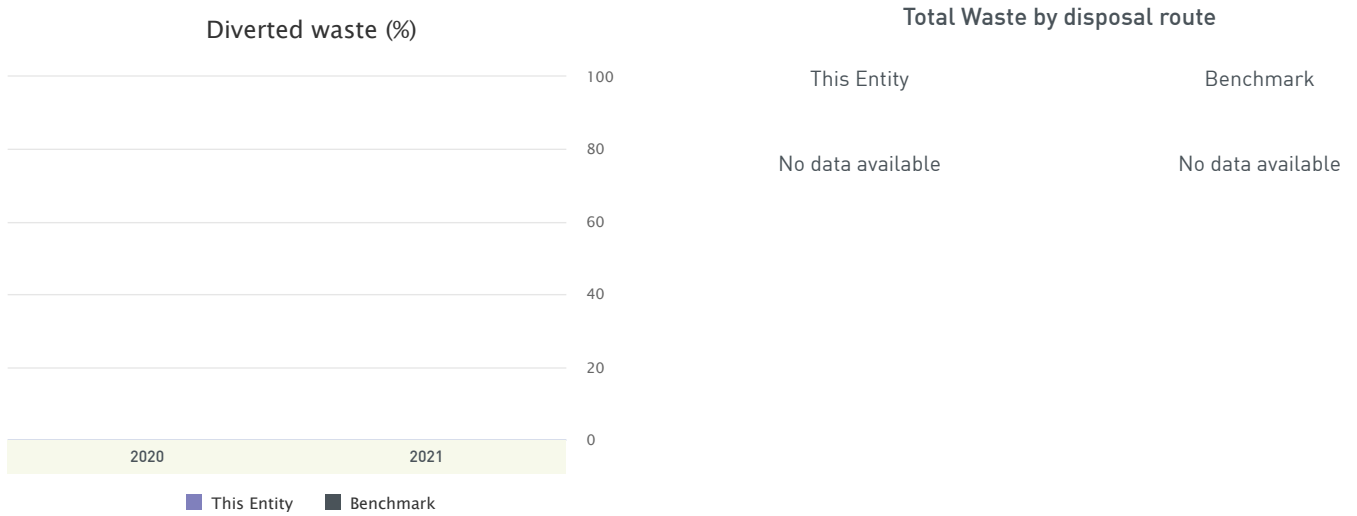 Diverted waste (%)
100
80
60
40
20
0
2020 2021
This Entity Benchmark
Total Waste by disposal route
This Entity Benchmark
No data available No data available